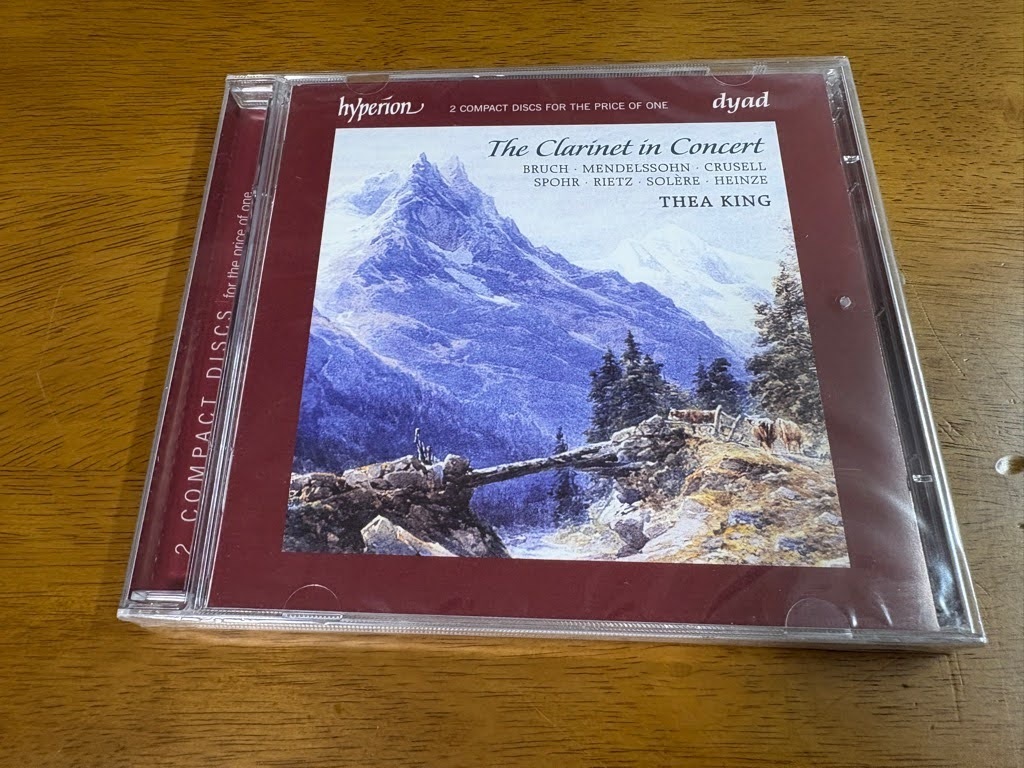 hyperion
2 COMPACT DISCS FOR THE PRICE OF ONE
dyad
The Clarinet in Concert
BRUCH · MENDELSSOHN · CRUSELL
SPOHR · RIETZ · SOLÈRE · HEINZE
THEA KING
2 COMPACT DISCS for the price of one